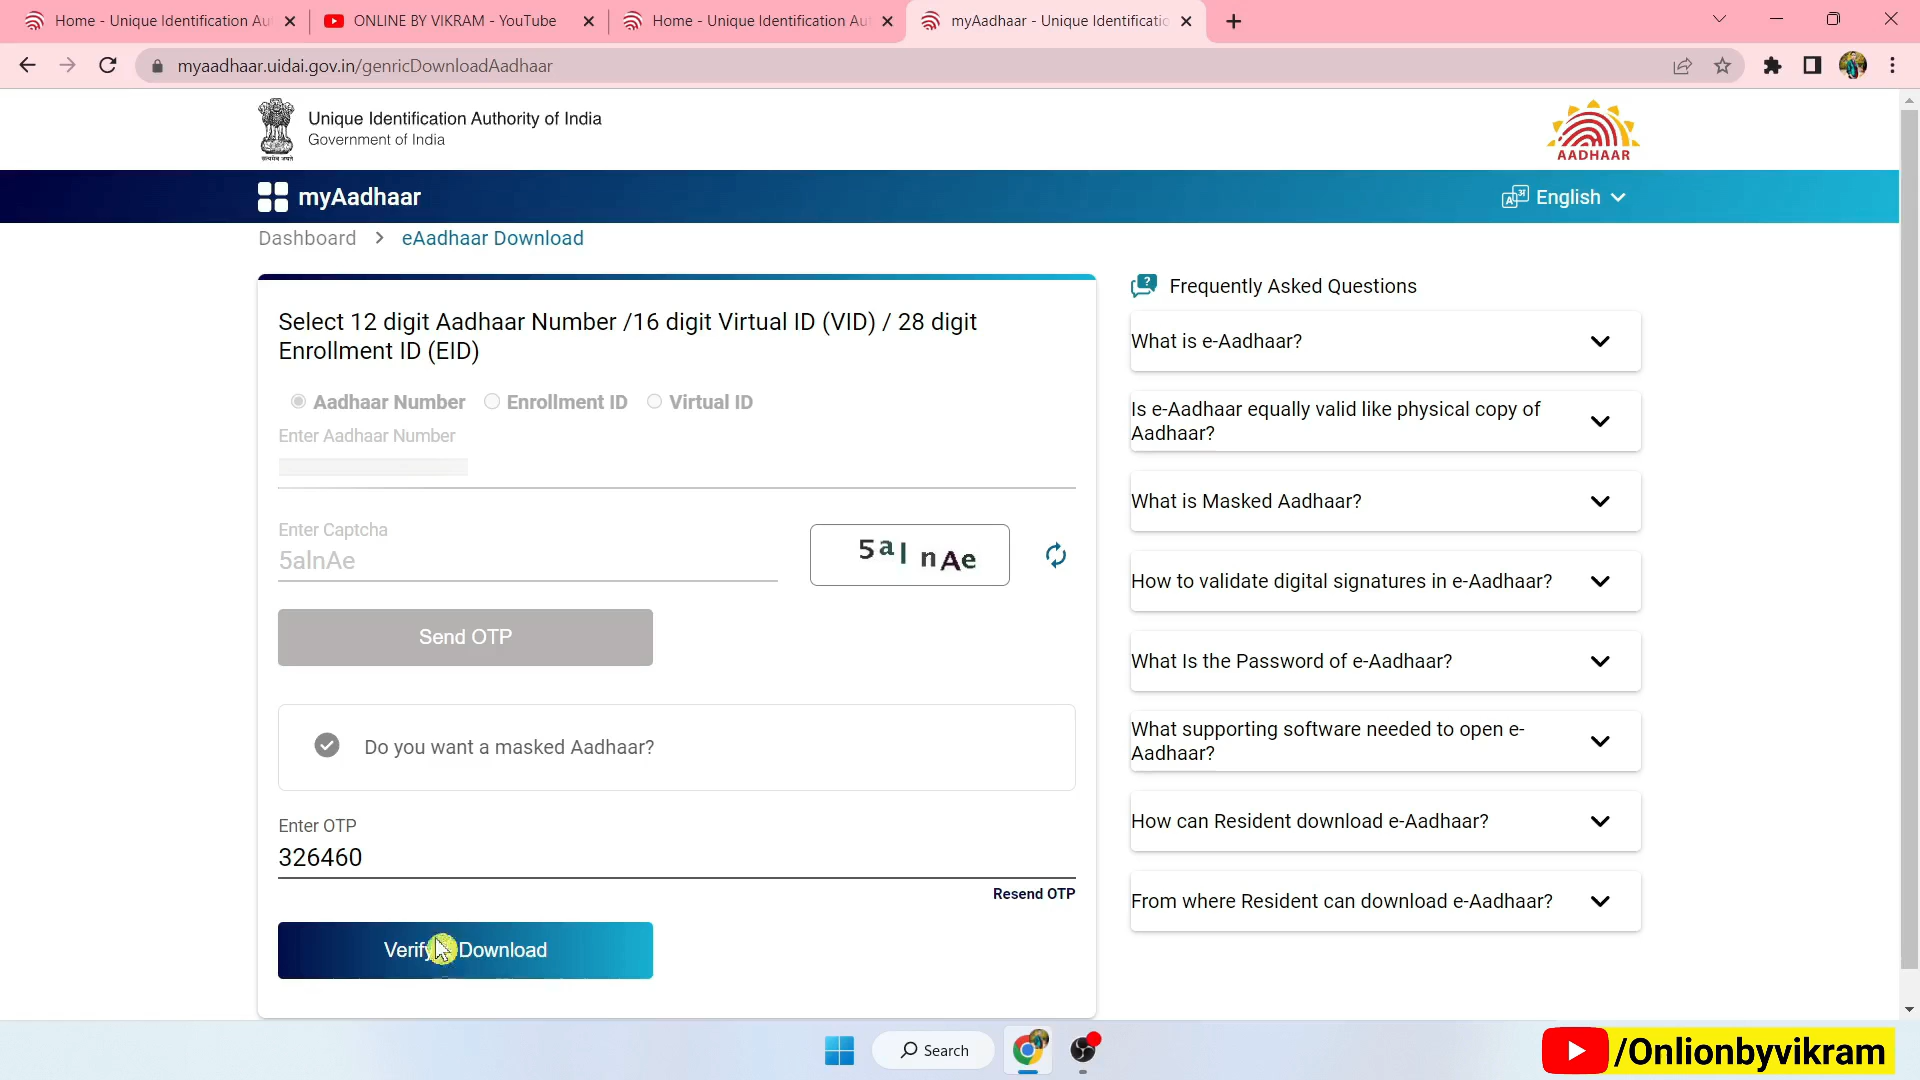 Home - Unique Identification Au
ONLINE BY VIKRAM - YouTube
Home - Unique Identification Au
myAadhaar - Unique Identificatio
myaadhaar.uidai.gov.in/genricDownloadAadhaar
सत्यमेव जयते
Unique Identification Authority of India
Government of India
AADHAAR
myAadhaar
English
Dashboard > eAadhaar Download
Select 12 digit Aadhaar Number /16 digit Virtual ID (VID) / 28 digit
Enrollment ID (EID)
Aadhaar Number Enrollment ID Virtual ID
Enter Aadhaar Number
Enter Captcha
5alnAe
5alnAe
Send OTP
Do you want a masked Aadhaar?
Enter OTP
326460
Resend OTP
Verify Download
Frequently Asked Questions
What is e-Aadhaar?
Is e-Aadhaar equally valid like physical copy of
Aadhaar?
What is Masked Aadhaar?
How to validate digital signatures in e-Aadhaar?
What Is the Password of e-Aadhaar?
What supporting software needed to open e-
Aadhaar?
How can Resident download e-Aadhaar?
From where Resident can download e-Aadhaar?
Search
/Onlionbyvikram